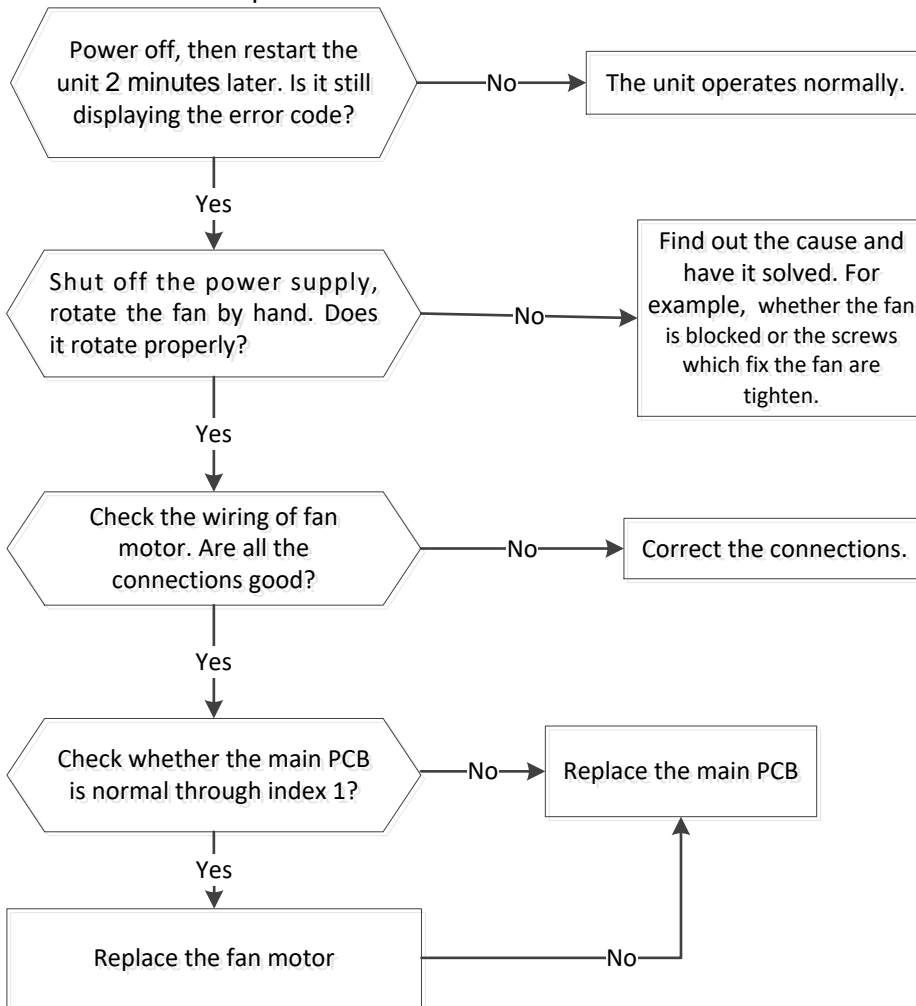 Power off, then restart the
unit 2 minutes later. Is it still
displaying the error code?
No
The unit operates normally.
Yes
Shut off the power supply,
rotate the fan by hand. Does
it rotate properly?
No
Find out the cause and
have it solved. For
example, whether the fan
is blocked or the screws
which fix the fan are
tighten.
Yes
Check the wiring of fan
motor. Are all the
connections good?
No
Correct the connections.
Yes
Check whether the main PCB
is normal through index 1?
No
Replace the main PCB
Yes
Replace the fan motor
No